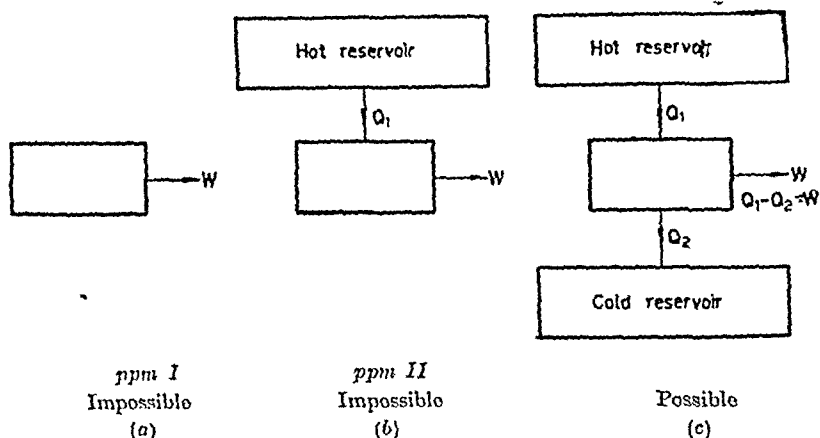 Hot reservoir
Q₁
W
W
Hot reservoir
Q₁
W
Q₁-Q₂=W
Q₂
Cold reservoir
ppm I
Impossible
(a)
ppm II
Impossible
(b)
Possible
(c)